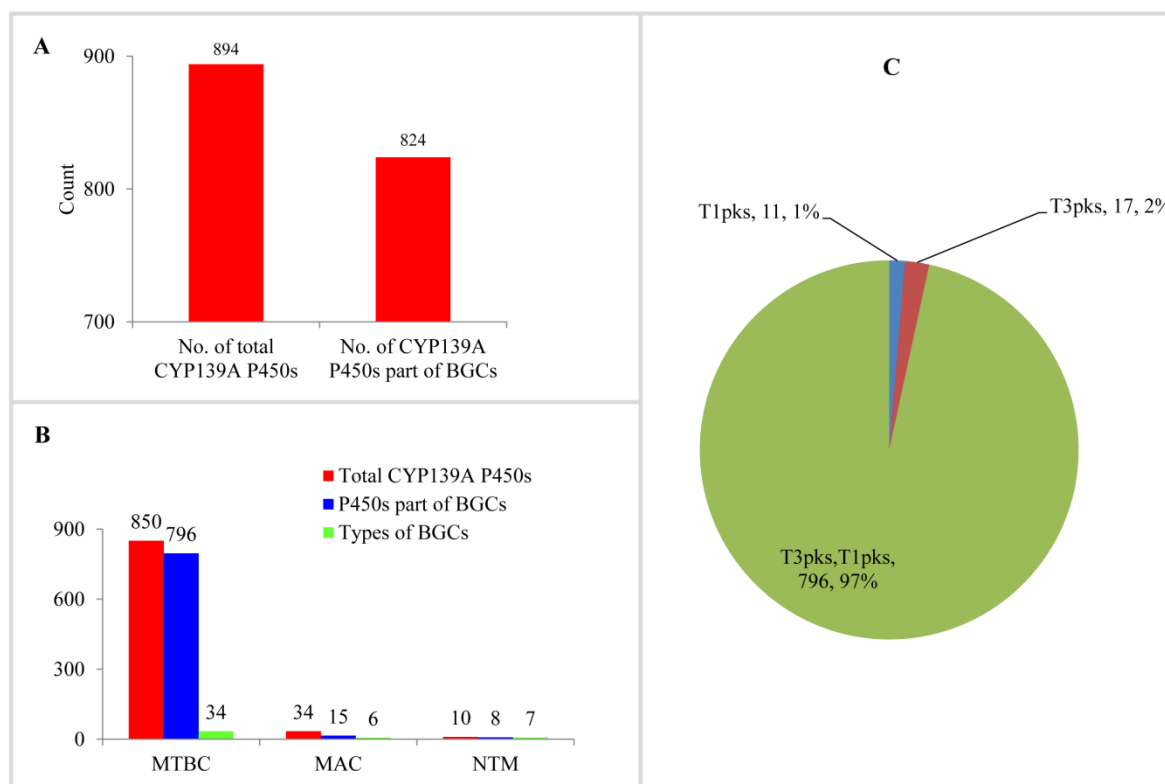 A
900
800
700
Count
894
824
No. of total
CYP139A P450s
No. of CYP139A
P450s part of BGCs
B
Total CYP139A P450s
P450s part of BGCs
Types of BGCs
900
600
300
0
850
796
34
34
15
6
10
8
7
MTBC
MAC
NTM
C
T1pks, 11, 1%
T3pks, 17, 2%
T3pks,T1pks,
796, 97%